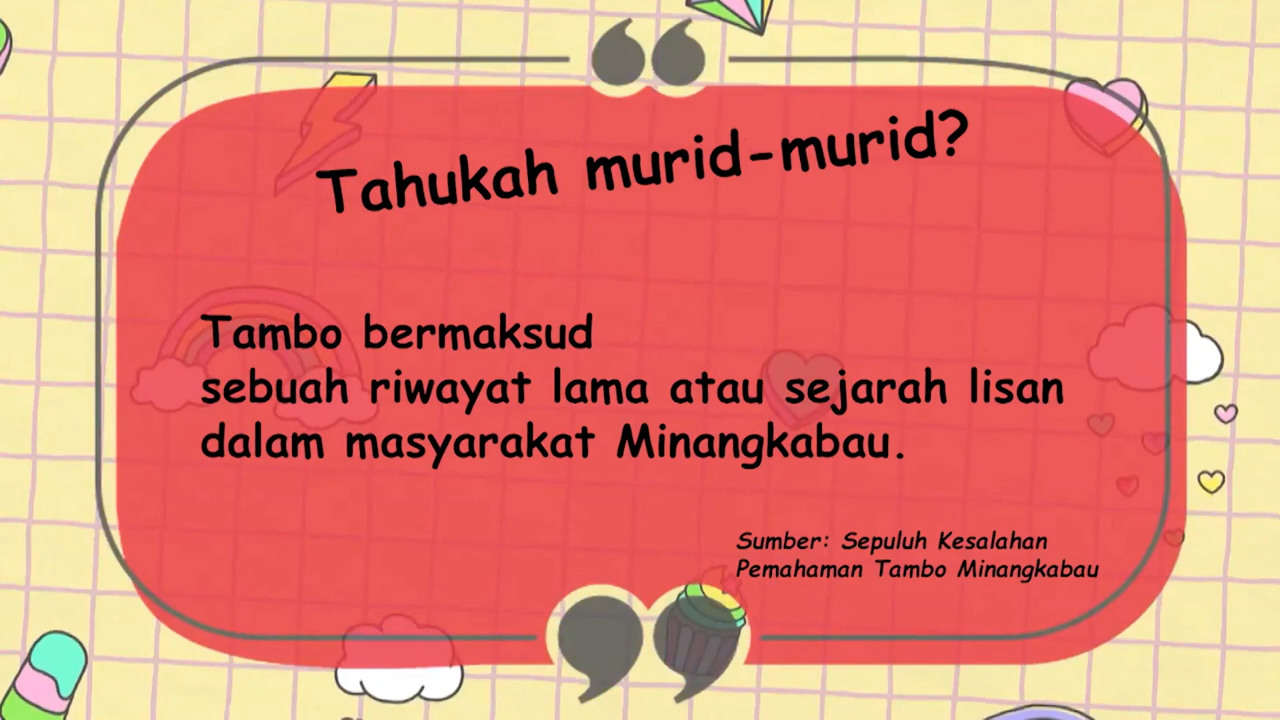 Tahukah murid-murid?
Tambo bermaksud
sebuah riwayat lama atau sejarah lisan
dalam masyarakat Minangkabau.
Sumber: Sepuluh Kesalahan
Pemahaman Tambo Minangkabau